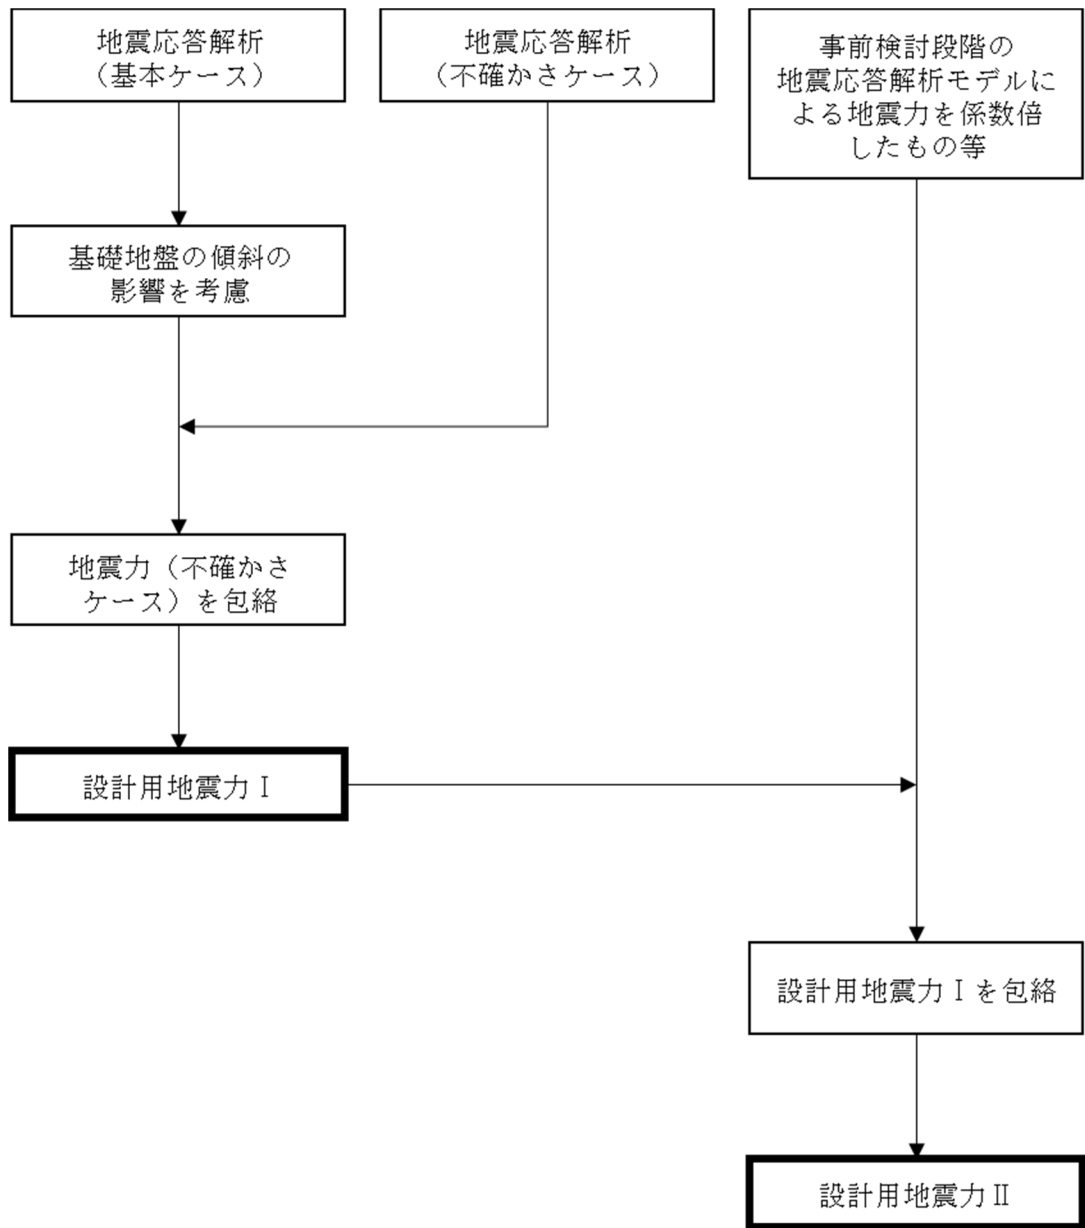 地震応答解析
（基本ケース）
地震応答解析
（不確かさケース）
事前検討段階の
地震応答解析モデルに
よる地震力を係数倍
したもの等
基礎地盤の傾斜の
影響を考慮
地震力（不確かさ
ケース）を包絡
設計用地震力Ⅰ
設計用地震力Ⅰを包絡
設計用地震力Ⅱ